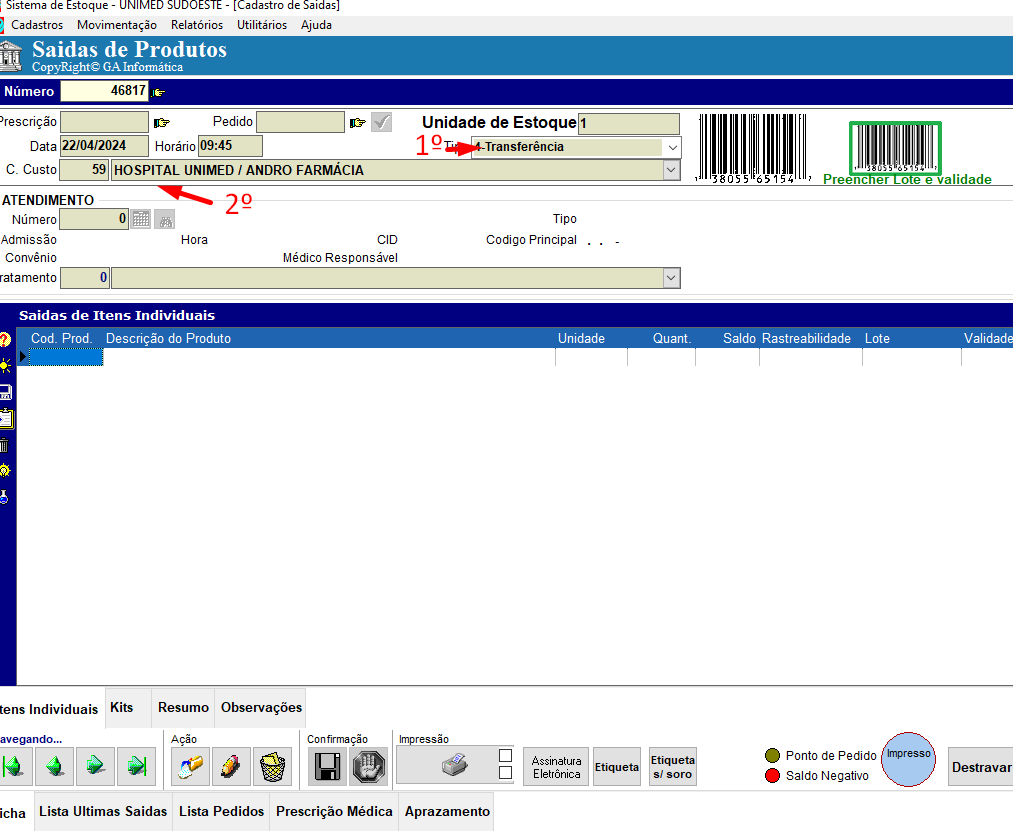 Sistema de Estoque - UNIMED SUDOESTE - [Cadastro de Saidas]
Cadastros Movimentação Relatórios Utilitários Ajuda
Saidas de Produtos
CopyRight© GA Informática
Número 46817
Prescrição Pedido Unidade de Estoque 1
Data 22/04/2024 Horário 09:45 1º 4-Transferência
C. Custo 59 HOSPITAL UNIMED / ANDRO FARMÁCIA
38055 65154
38055 65154
Preencher Lote e validade
2º
ATENDIMENTO
Número 0 Tipo
Admissão Hora CID Codigo Principal . . -
Convênio Médico Responsável
ratamento 0
Saidas de Itens Individuais
Cod. Prod. Descrição do Produto Unidade Quant. Saldo Rastreabilidade Lote Validade
tens Individuais Kits Resumo Observações
avegando... Ação Confirmação Impressão
Assinatura Eletrônica Etiqueta Etiqueta s/ soro
Ponto de Pedido
Saldo Negativo
Impresso
Destravar
icha Lista Ultimas Saidas Lista Pedidos Prescrição Médica Aprazamento